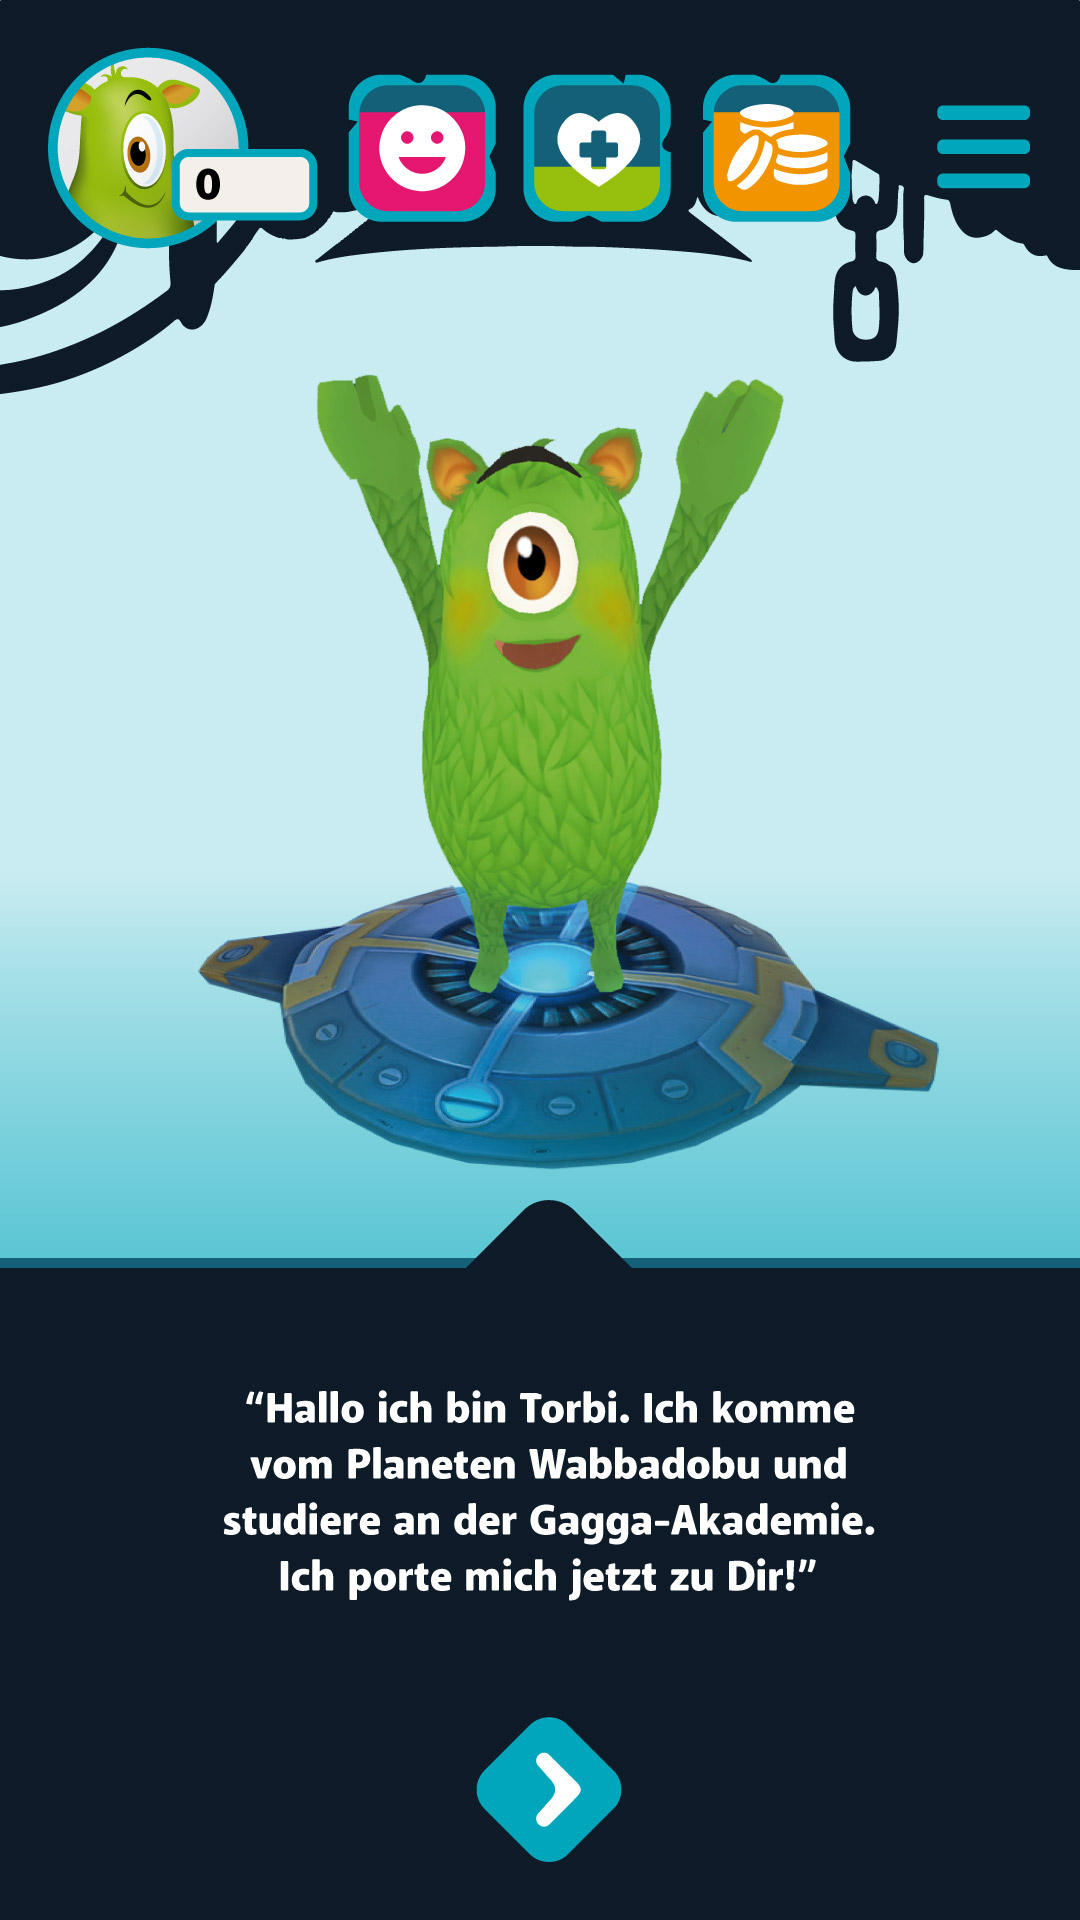 0
“Hallo ich bin Torbi. Ich komme
vom Planeten Wabbadobu und
studiere an der Gagga-Akademie.
Ich porte mich jetzt zu Dir!”